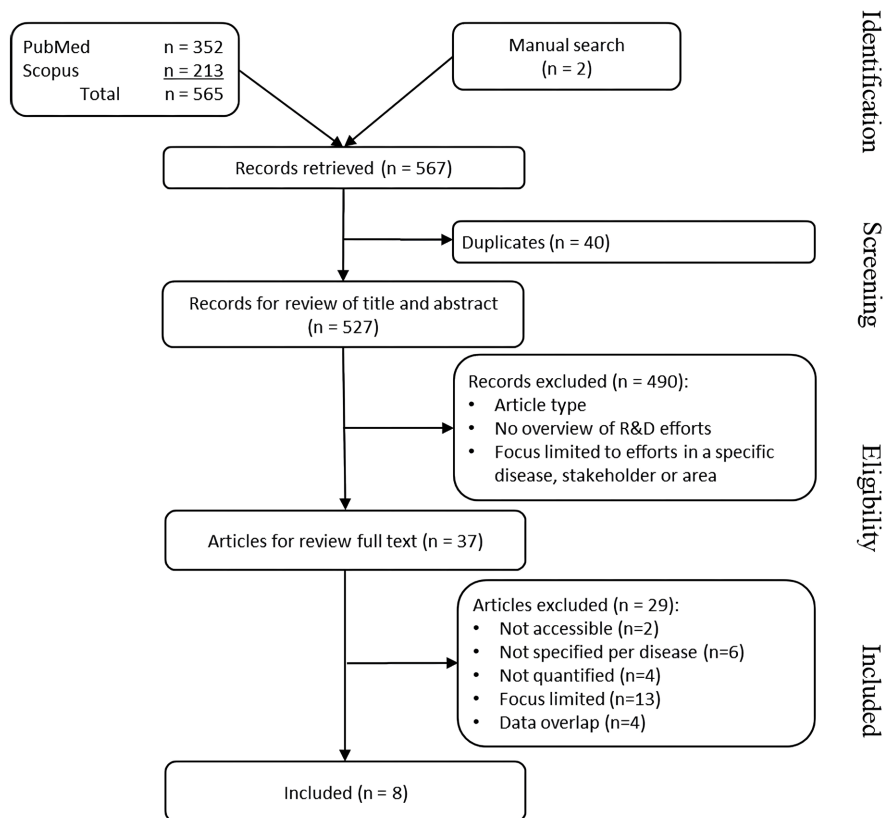 PubMed n = 352
Scopus n = 213
Total n = 565
Manual search
(n = 2)
Identification
Records retrieved (n = 567)
Screening
Duplicates (n = 40)
Records for review of title and abstract
(n = 527)
Records excluded (n = 490):
• Article type
• No overview of R&D efforts
• Focus limited to efforts in a specific
disease, stakeholder or area
Eligibility
Articles for review full text (n = 37)
Articles excluded (n = 29):
• Not accessible (n=2)
• Not specified per disease (n=6)
• Not quantified (n=4)
• Focus limited (n=13)
• Data overlap (n=4)
Included
Included (n = 8)